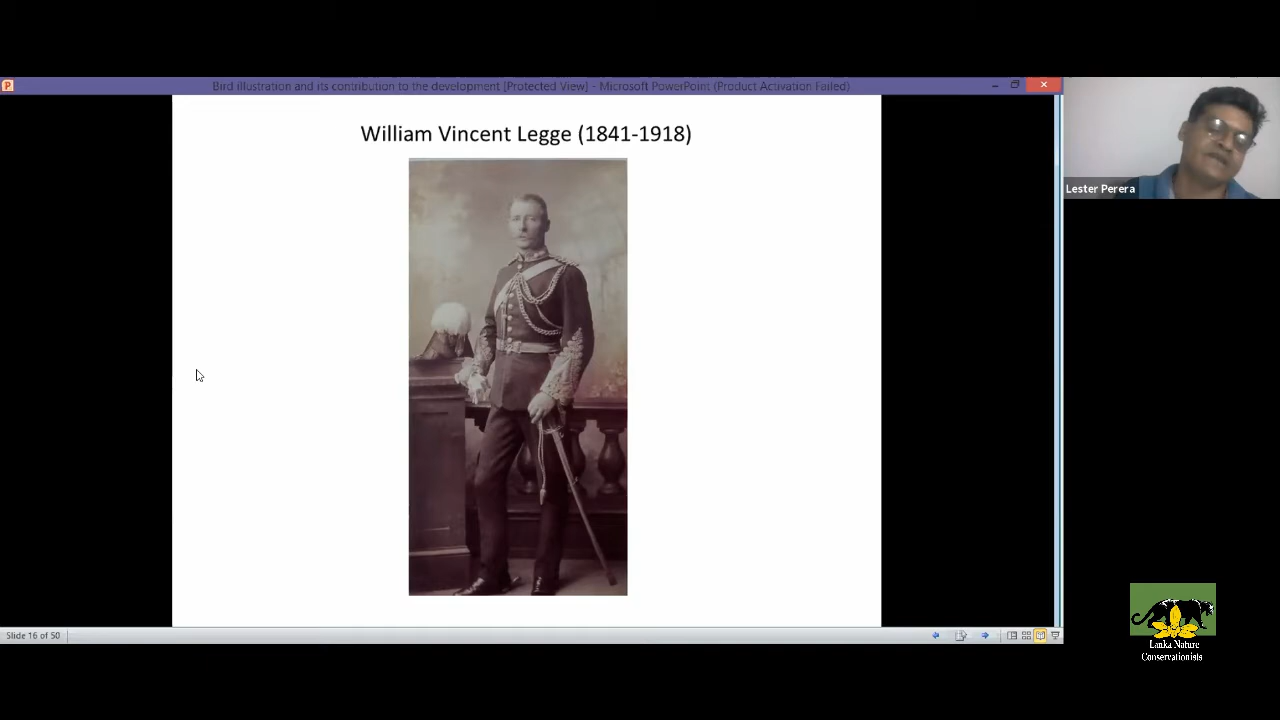 P
Bird illustration and its contribution to the development [Protected View] - Microsoft PowerPoint (Product Activation Failed)
William Vincent Legge (1841-1918)
Lester Perera
Slide 16 of 50
Lanka Nature
Conservationists